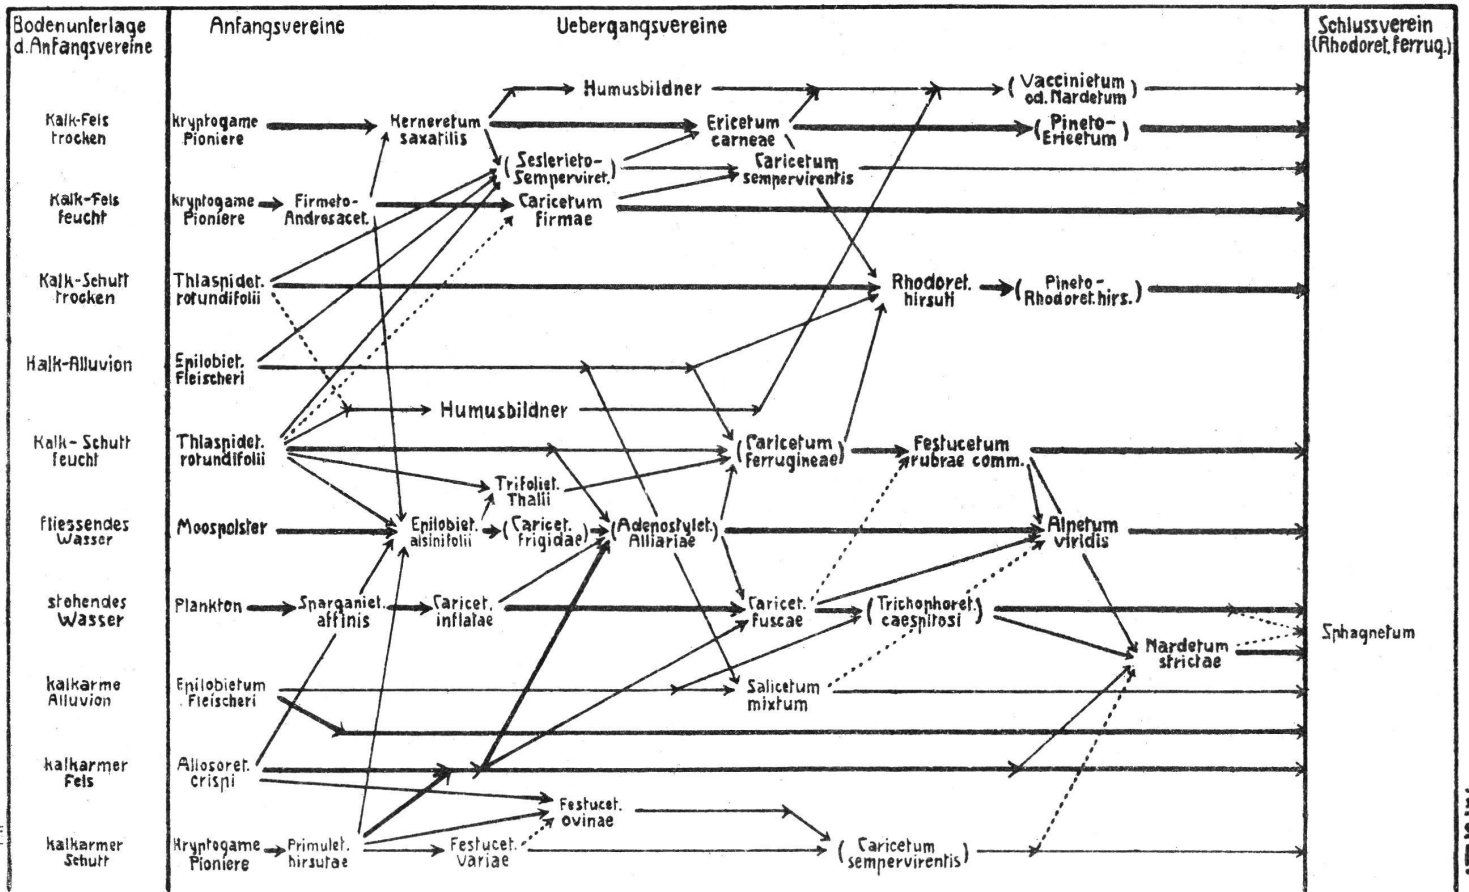 Bodenunterlage
d. Anfangsvereine
Anfangsvereine
Uebergangsvereine
Schlussverein
(Rhodoret. ferrug.)
Kalk-Fels
trocken
kryptogame
Pioniere
Kerneretum
saxatilis
Humusbildner
Ericetum
carneae
(Vaccinietum)
od. Nardetum
(Pineto-)
Ericetum
(Seslerieto-)
Semperviret.
Caricetum
sempervirentis
Kalk-Fels
feucht
kryptogame
Pioniere
Firmeto-
Androsacet.
Caricetum
firmae
Kalk-Schutt
trocken
Thlaspidet.
rotundifolii
Rhodoret.
hirsuti
(Pineto-
Rhodoret. hirs.)
Kalk-Alluvion
Epilobiet.
Fleischeri
Humusbildner
Kalk-Schutt
feucht
Thlaspidet.
rotundifolii
(Caricetum
ferrugineae)
Festucetum
rubrae comm.
Trifoliet.
Thalii
fliessendes
Wasser
Moospolster
Epilobiet.
alsinifolii
(Caricet.
frigidae)
(Adenostylet.)
Alliariae
Alnetum
viridis
stehendes
Wasser
Plankton
Sparganiet.
affinis
Caricet.
inflatae
Caricet.
fuscae
(Trichophoret.
caespitosi)
Nardetum
strictae
Sphagnetum
kalkarme
Alluvion
Epilobietum
Fleischeri
Salicetum
mixtum
kalkarmer
Fels
Allosoret.
crispi
Festucet.
ovinae
kalkarmer
Schutt
Kryptogame
Pioniere
Primulet.
hirsutae
Festucet.
Variae
(Caricetum
sempervirentis)